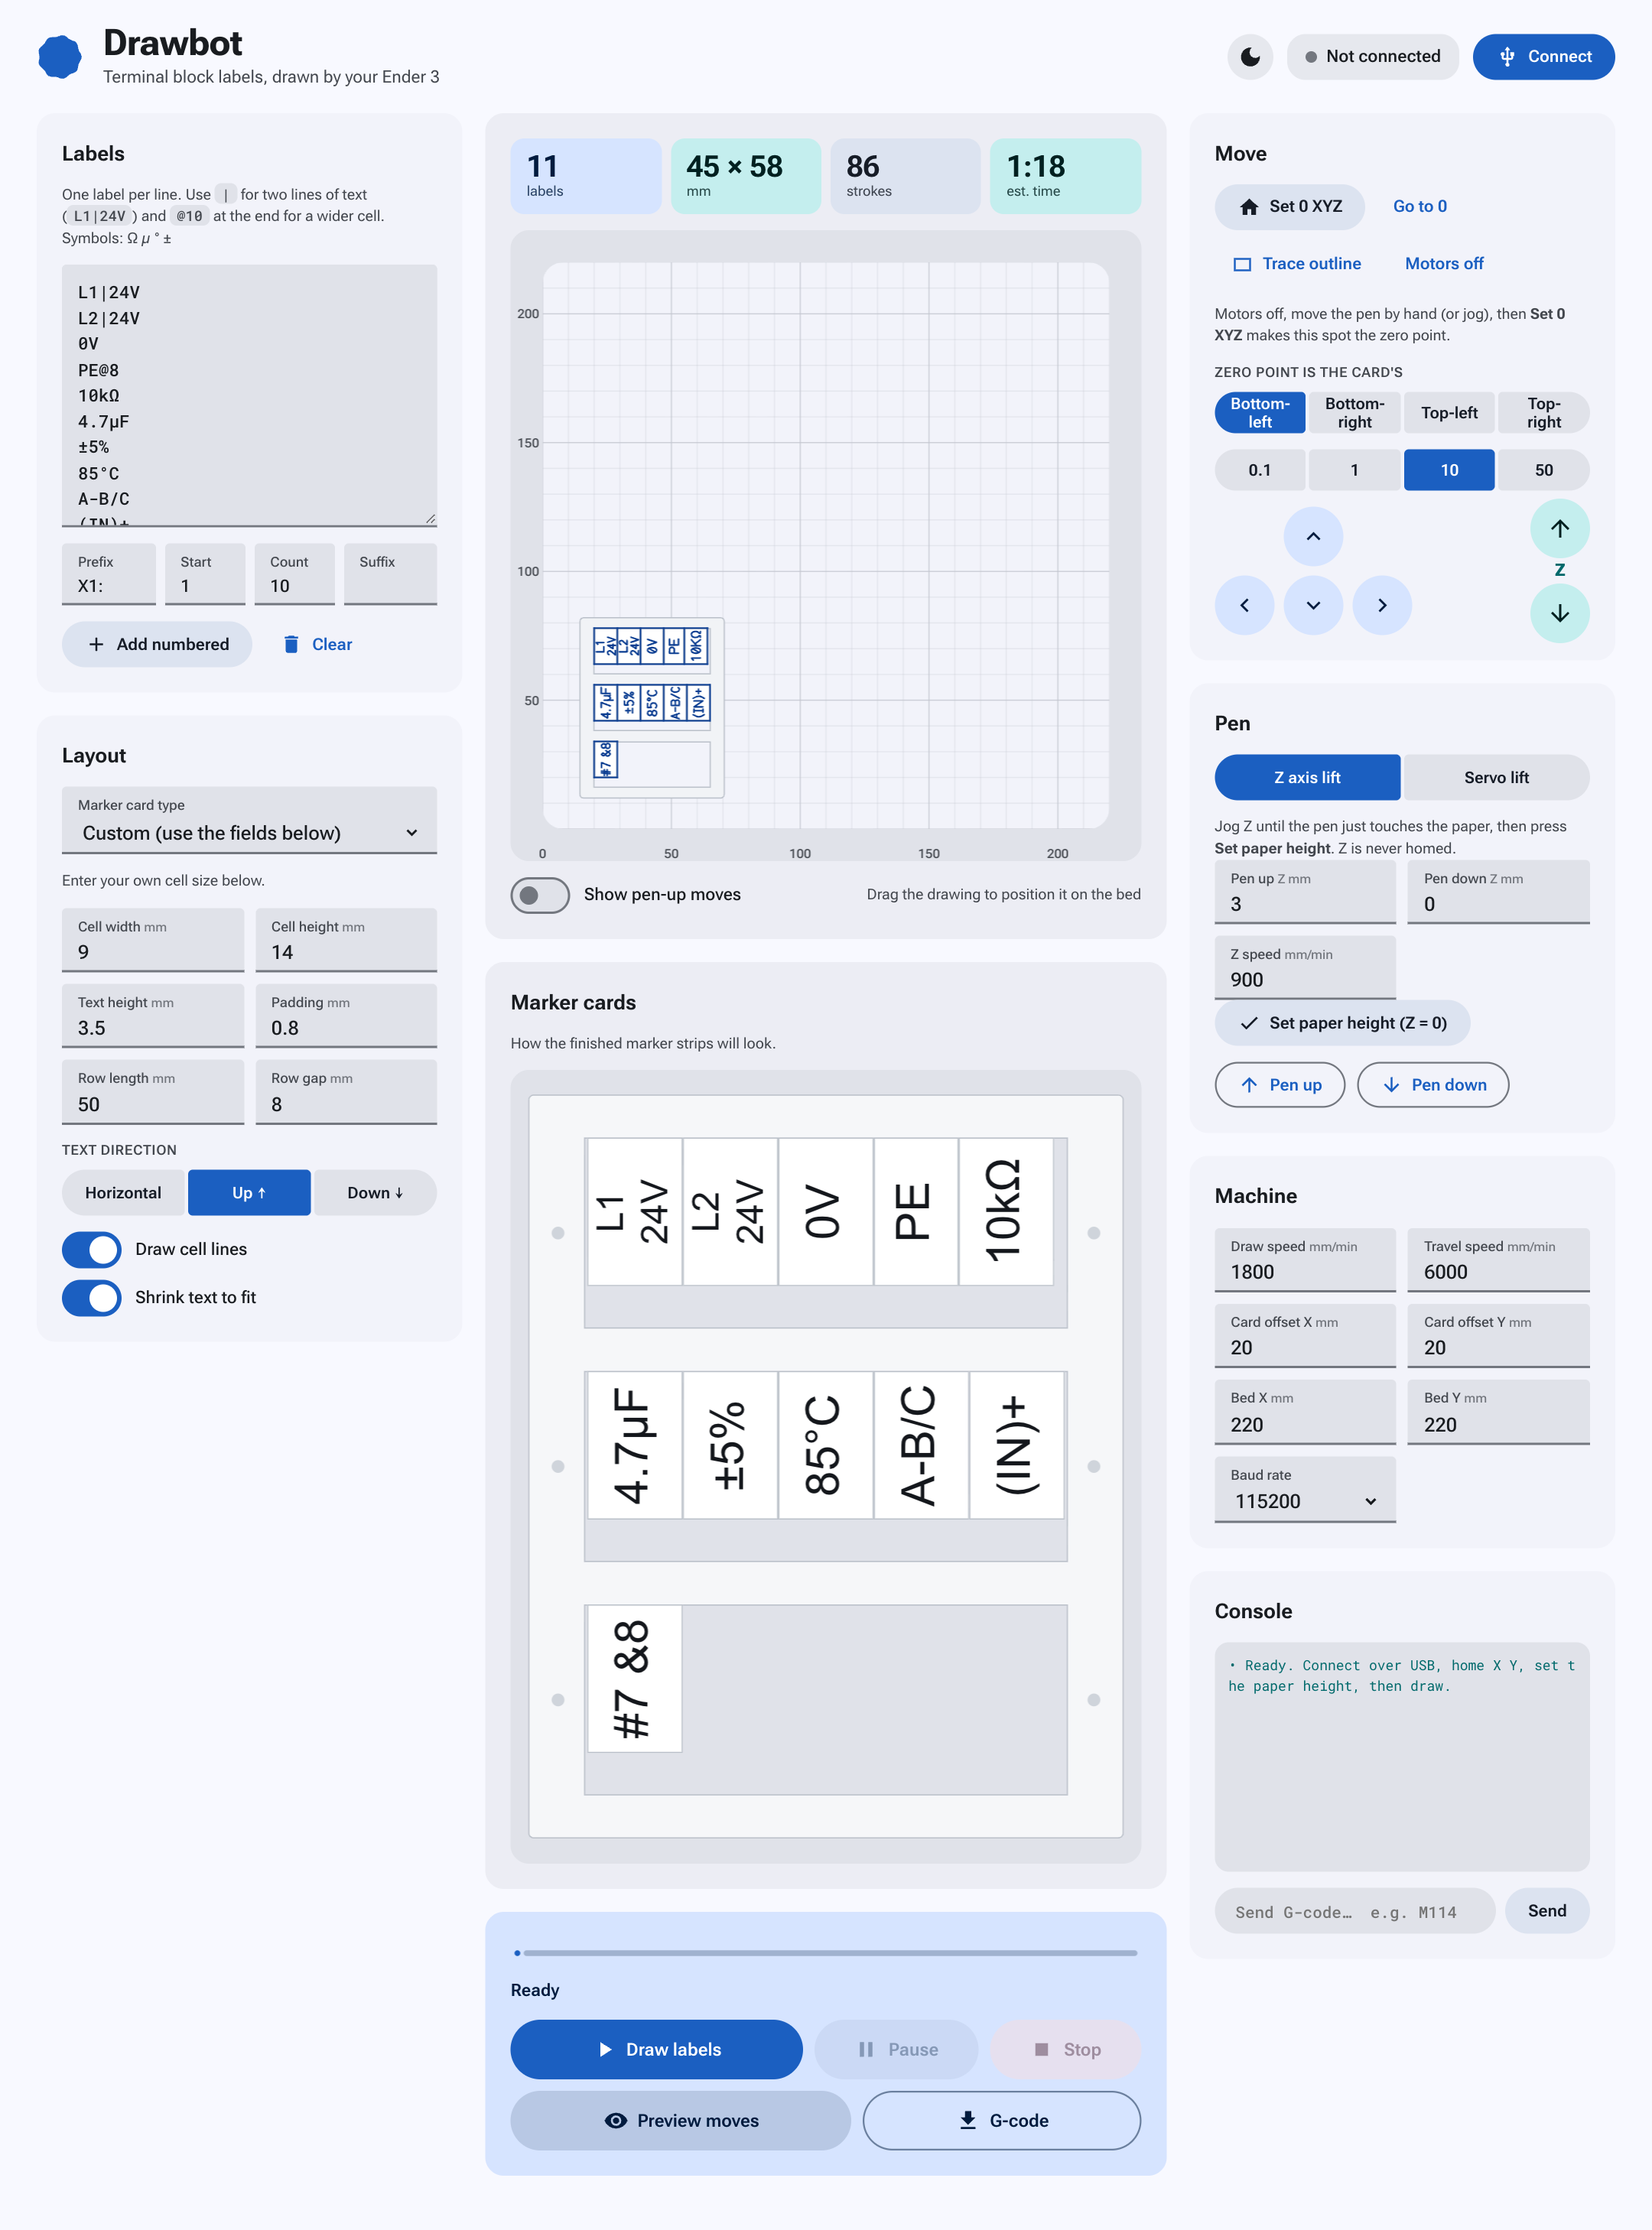 Drawbot
Terminal block labels, drawn by your Ender 3
Not connected
Connect
Labels
One label per line. Use | for two lines of text
( L1|24V ) and @10 at the end for a wider cell.
Symbols: Ω µ ° ±
L1|24V
L2|24V
0V
PE@8
10kΩ
4.7µF
±5%
85°C
A-B/C
(IN)+
Prefix
X1:
Start
1
Count
10
Suffix
Add numbered
Clear
Layout
Marker card type
Custom (use the fields below)
Enter your own cell size below.
Cell width mm
9
Cell height mm
14
Text height mm
3.5
Padding mm
0.8
Row length mm
50
Row gap mm
8
TEXT DIRECTION
Horizontal
Up ↑
Down ↓
Draw cell lines
Shrink text to fit
11
labels
45 × 58
mm
86
strokes
1:18
est. time
200
150
100
50
L1
24V
L2
24V
0V
PE
10KΩ
4.7µF
±5%
85°C
A-B/C
(IN)+
#7 &8
0
50
100
150
200
Show pen-up moves
Drag the drawing to position it on the bed
Marker cards
How the finished marker strips will look.
L1
24V
L2
24V
0V
PE
10kΩ
4.7µF
±5%
85°C
A-B/C
(IN)+
#7 &8
Ready
Draw labels
Pause
Stop
Preview moves
G-code
Move
Set 0 XYZ
Go to 0
Trace outline
Motors off
Motors off, move the pen by hand (or jog), then Set 0
XYZ makes this spot the zero point.
ZERO POINT IS THE CARD'S
Bottom-
left
Bottom-
right
Top-left
Top-
right
0.1
1
10
50
Z
Pen
Z axis lift
Servo lift
Jog Z until the pen just touches the paper, then press
Set paper height. Z is never homed.
Pen up Z mm
3
Pen down Z mm
0
Z speed mm/min
900
Set paper height (Z = 0)
Pen up
Pen down
Machine
Draw speed mm/min
1800
Travel speed mm/min
6000
Card offset X mm
20
Card offset Y mm
20
Bed X mm
220
Bed Y mm
220
Baud rate
115200
Console
• Ready. Connect over USB, home X Y, set t
he paper height, then draw.
Send G-code… e.g. M114
Send